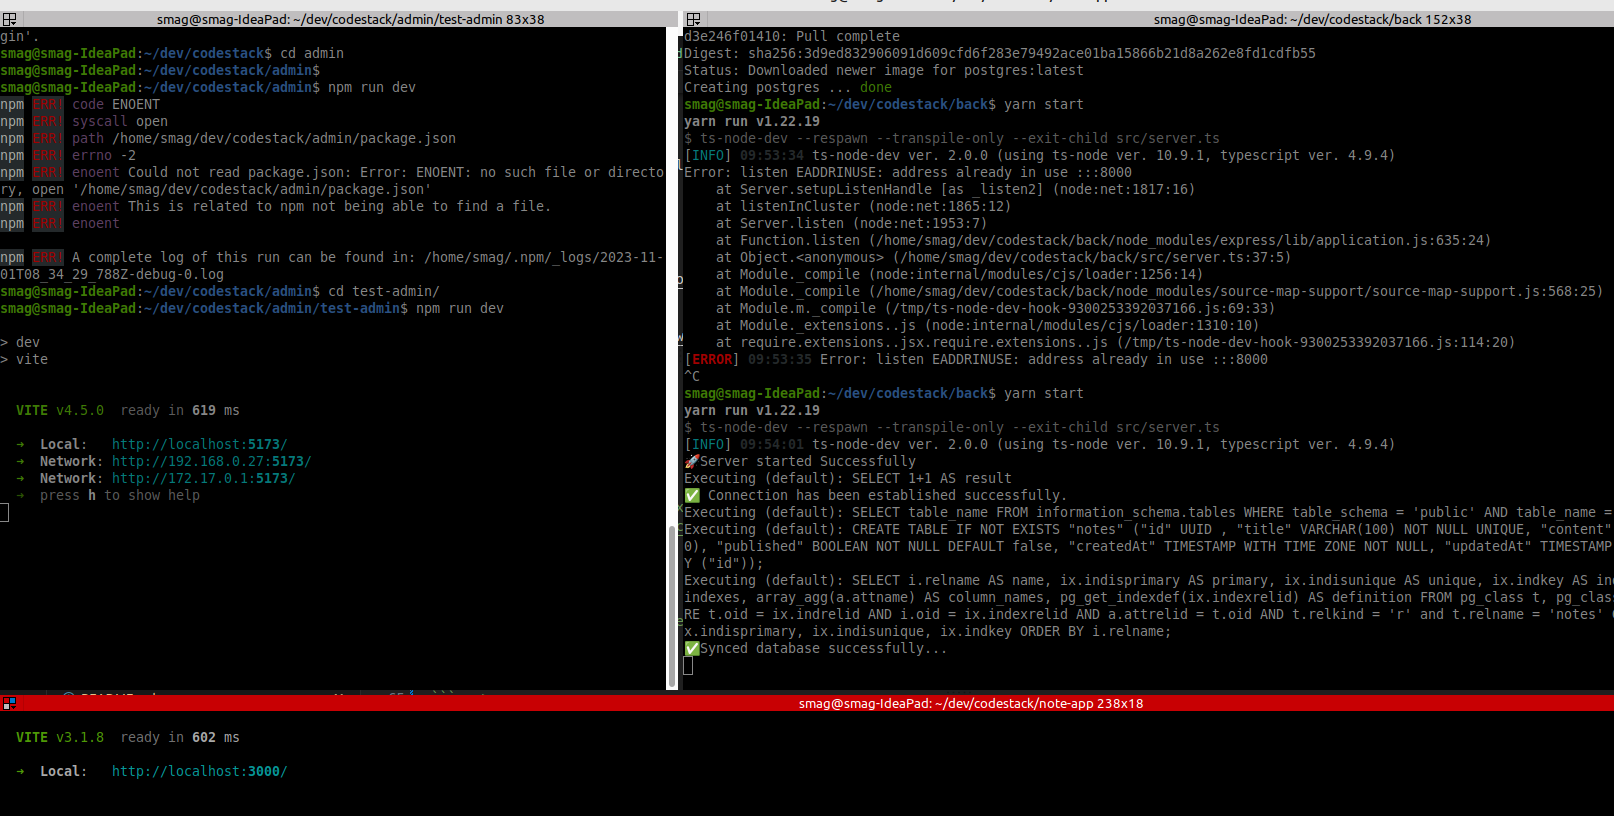 smag@smag-IdeaPad: ~/dev/codestack/admin/test-admin 83x38
gin'.
smag@smag-IdeaPad:~/dev/codestack$ cd admin
smag@smag-IdeaPad:~/dev/codestack/admin$
smag@smag-IdeaPad:~/dev/codestack/admin$ npm run dev
npm ERR! code ENOENT
npm ERR! syscall open
npm ERR! path /home/smag/dev/codestack/admin/package.json
npm ERR! errno -2
npm ERR! enoent Could not read package.json: Error: ENOENT: no such file or directo
ry, open '/home/smag/dev/codestack/admin/package.json'
npm ERR! enoent This is related to npm not being able to find a file.
npm ERR! enoent
npm ERR! A complete log of this run can be found in: /home/smag/.npm/_logs/2023-11-
01T08_34_29_788Z-debug-0.log
smag@smag-IdeaPad:~/dev/codestack/admin$ cd test-admin/
smag@smag-IdeaPad:~/dev/codestack/admin/test-admin$ npm run dev
> dev
> vite
VITE v4.5.0  ready in 619 ms
➜  Local:   http://localhost:5173/
➜  Network: http://192.168.0.27:5173/
➜  Network: http://172.17.0.1:5173/
➜  press h to show help
smag@smag-IdeaPad: ~/dev/codestack/back 152x38
d3e246f01410: Pull complete
Digest: sha256:3d9ed832906091d609cfd6f283e79492ace01ba15866b21d8a262e8fd1cdfb55
Status: Downloaded newer image for postgres:latest
Creating postgres ... done
smag@smag-IdeaPad:~/dev/codestack/back$ yarn start
yarn run v1.22.19
$ ts-node-dev --respawn --transpile-only --exit-child src/server.ts
[INFO] 09:53:34 ts-node-dev ver. 2.0.0 (using ts-node ver. 10.9.1, typescript ver. 4.9.4)
Error: listen EADDRINUSE: address already in use :::8000
at Server.setupListenHandle [as _listen2] (node:net:1817:16)
at listenInCluster (node:net:1865:12)
at Server.listen (node:net:1953:7)
at Function.listen (/home/smag/dev/codestack/back/node_modules/express/lib/application.js:635:24)
at Object.<anonymous> (/home/smag/dev/codestack/back/src/server.ts:37:5)
at Module._compile (node:internal/modules/cjs/loader:1256:14)
at Module._compile (/home/smag/dev/codestack/back/node_modules/source-map-support/source-map-support.js:568:25)
at Module.m._compile (/tmp/ts-node-dev-hook-9300253392037166.js:69:33)
at Module._extensions..js (node:internal/modules/cjs/loader:1310:10)
at require.extensions..jsx.require.extensions..js (/tmp/ts-node-dev-hook-9300253392037166.js:114:20)
[ERROR] 09:53:35 Error: listen EADDRINUSE: address already in use :::8000
^C
smag@smag-IdeaPad:~/dev/codestack/back$ yarn start
yarn run v1.22.19
$ ts-node-dev --respawn --transpile-only --exit-child src/server.ts
[INFO] 09:54:01 ts-node-dev ver. 2.0.0 (using ts-node ver. 10.9.1, typescript ver. 4.9.4)
🚀Server started Successfully
Executing (default): SELECT 1+1 AS result
✅ Connection has been established successfully.
Executing (default): SELECT table_name FROM information_schema.tables WHERE table_schema = 'public' AND table_name =
Executing (default): CREATE TABLE IF NOT EXISTS "notes" ("id" UUID , "title" VARCHAR(100) NOT NULL UNIQUE, "content"
0), "published" BOOLEAN NOT NULL DEFAULT false, "createdAt" TIMESTAMP WITH TIME ZONE NOT NULL, "updatedAt" TIMESTAMP
Y ("id"));
Executing (default): SELECT i.relname AS name, ix.indisprimary AS primary, ix.indisunique AS unique, ix.indkey AS in
indexes, array_agg(a.attname) AS column_names, pg_get_indexdef(ix.indexrelid) AS definition FROM pg_class t, pg_clas
RE t.oid = ix.indrelid AND i.oid = ix.indexrelid AND a.attrelid = t.oid AND t.relkind = 'r' and t.relname = 'notes'
x.indisprimary, ix.indisunique, ix.indkey ORDER BY i.relname;
✅Synced database successfully...
smag@smag-IdeaPad: ~/dev/codestack/note-app 238x18
VITE v3.1.8  ready in 602 ms
➜  Local:   http://localhost:3000/